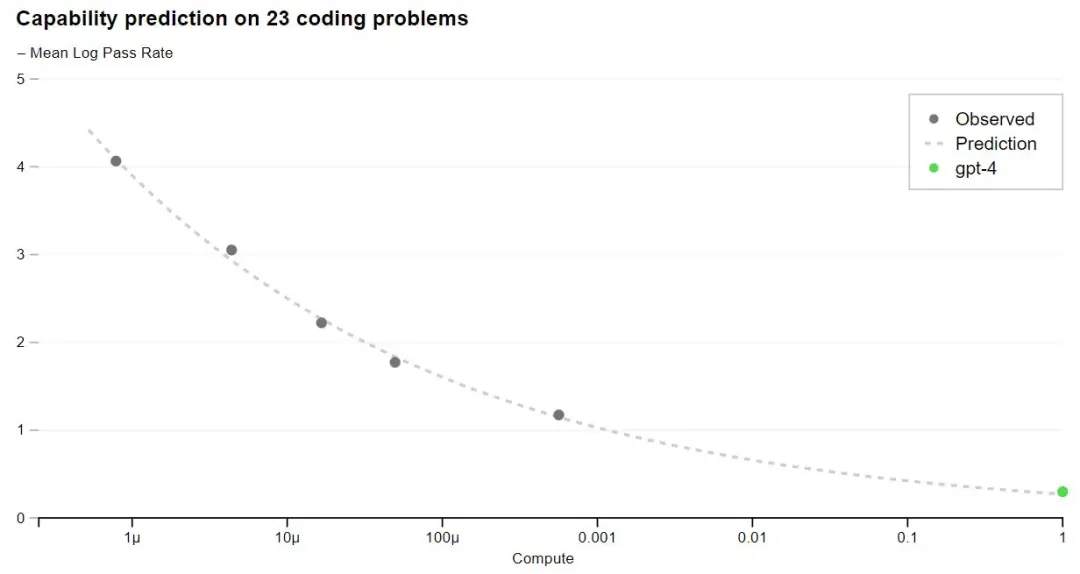 Capability prediction on 23 coding problems
– Mean Log Pass Rate
5
Observed
Prediction
gpt-4
4
3
2
1
0
1µ 10µ 100µ 0.001 0.01 0.1 1
Compute